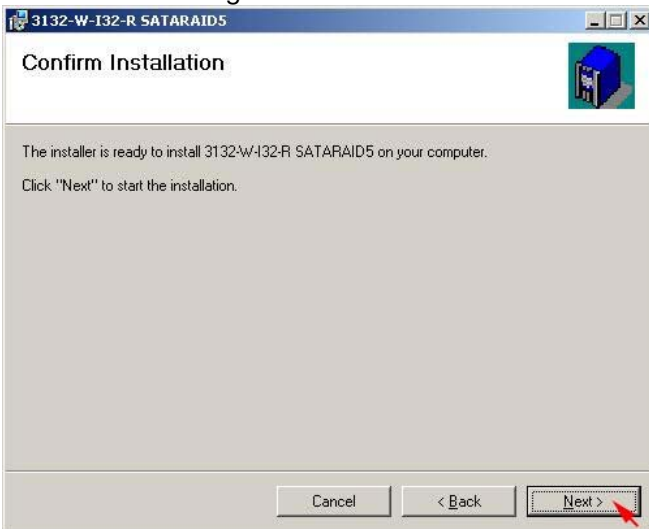 3132-W-I32-R SATARAID5
Confirm Installation
The installer is ready to install 3132-W-I32-R SATARAID5 on your computer.
Click "Next" to start the installation.
Cancel
< Back
Next >